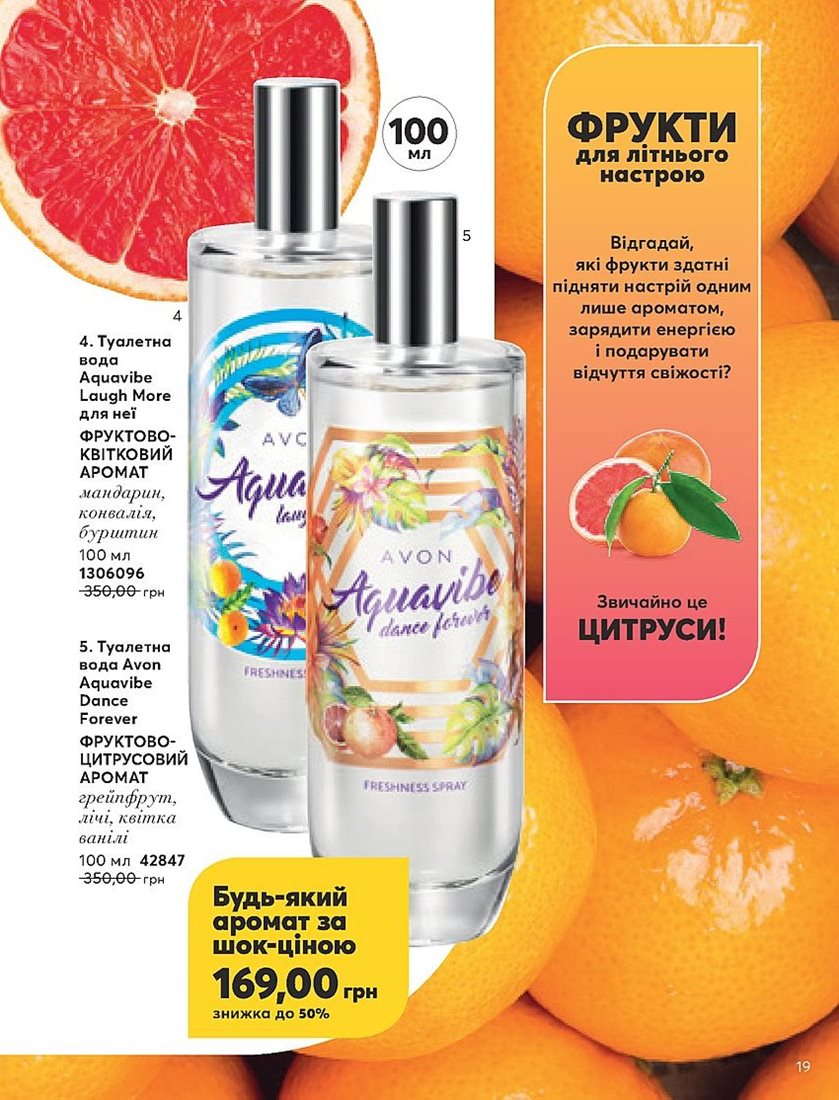 100
МЛ
5
4
4. Туалетна
вода
Aquavibe
Laugh More
для неї
ФРУКТОВО-
КВІТКОВИЙ
АРОМАТ
мандарин,
конвалія,
бурштин
100 мл
1306096
350,00 грн
5. Туалетна
вода Avon
Aquavibe
Dance
Forever
ФРУКТОВО-
ЦИТРУСОВИЙ
АРОМАТ
грейпфрут,
лічі, квітка
ванілі
100 мл 42847
350,00 грн
AVON
Aquavibe
dance forever
FRESHNESS SPRAY
FRESHNESS
Будь-який
аромат за
шок-ціною
169,00 грн
знижка до 50%
ФРУКТИ
для літнього
настрою
Відгадай,
які фрукти здатні
підняти настрій одним
лише ароматом,
зарядити енергією
і подарувати
відчуття свіжості?
Звичайно це
ЦИТРУСИ!
19